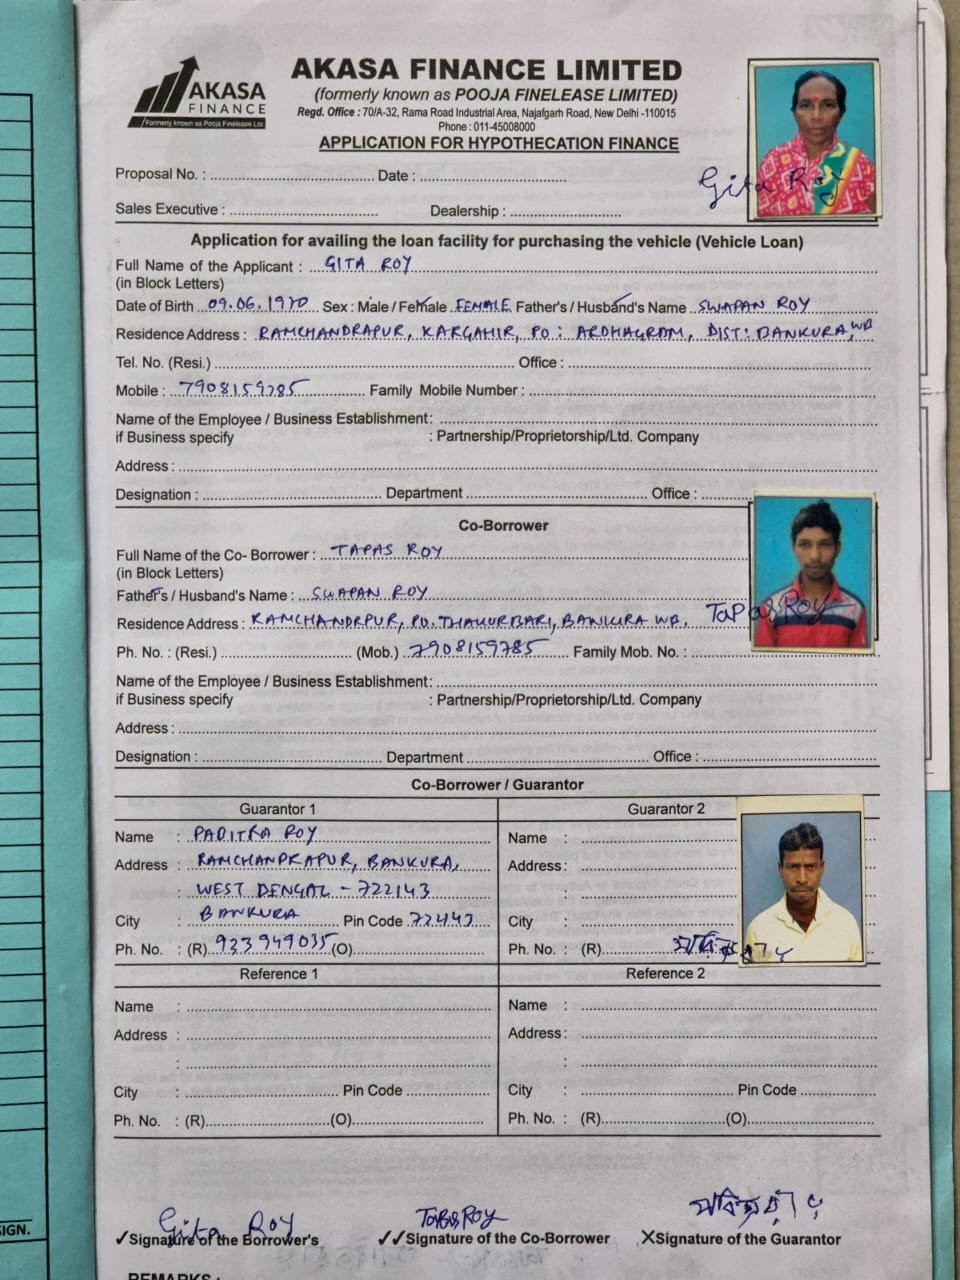 AKASA
FINANCE
Formerly known as Pooja Finelease Ltd
AKASA FINANCE LIMITED
(formerly known as POOJA FINELEASE LIMITED)
Regd. Office : 70/A-32, Rama Road Industrial Area, Najafgarh Road, New Delhi -110015
Phone : 011-45008000
APPLICATION FOR HYPOTHECATION FINANCE
Proposal No. : Date :
Gita Roy
Sales Executive : Dealership :
Application for availing the loan facility for purchasing the vehicle (Vehicle Loan)
Full Name of the Applicant : GITA ROY
(in Block Letters)
Date of Birth 09.06.1970 Sex : Male / Female FEMALE Father's / Husband's Name SWAPAN ROY
Residence Address : RAMCHANDRAPUR, KARGAHIR, PO: ARDHAGRAM, DIST: BANKURA, WB
Tel. No. (Resi.) Office :
Mobile : 7908159785 Family Mobile Number :
Name of the Employee / Business Establishment:
if Business specify : Partnership/Proprietorship/Ltd. Company
Address :
Designation : Department Office :
Co-Borrower
Full Name of the Co- Borrower : TAPAS ROY
(in Block Letters)
Father's / Husband's Name : SWAPAN ROY
Residence Address : RAMCHANDRPUR, PO. THAKURBARI, BANKURA WB. Tapas Roy
Ph. No. : (Resi.) (Mob.) 7908159785 Family Mob. No. :
Name of the Employee / Business Establishment:
if Business specify : Partnership/Proprietorship/Ltd. Company
Address :
Designation : Department Office :
Co-Borrower / Guarantor
Guarantor 1
Name : PABITRA ROY
Address : RAMCHANDRAPUR, BANKURA,
: WEST BENGAL - 722143
City : BANKURA Pin Code 722143
Ph. No. : (R) 933949035 (O)
Guarantor 2
Name :
Address:
:
City :
Ph. No. : (R)
Reference 1
Name :
Address :
:
City : Pin Code
Ph. No. : (R) (O)
Reference 2
Name :
Address:
:
City : Pin Code
Ph. No. : (R) (O)
Gita Roy
✓Signature of the Borrower's
Tapas Roy
✓✓Signature of the Co-Borrower
XSignature of the Guarantor
REMARKS :
SIGN.